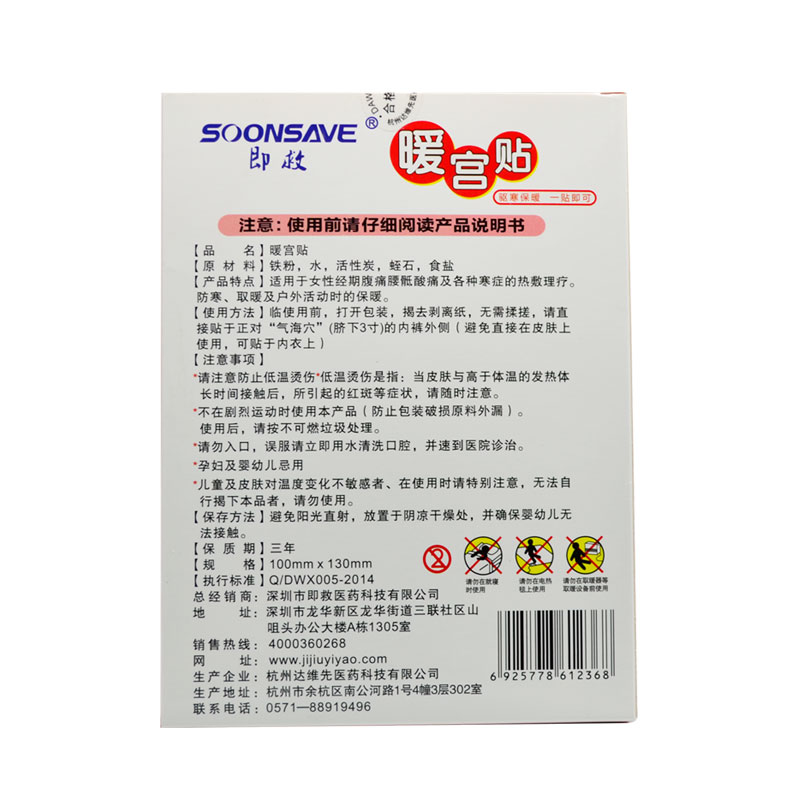 DAW
·合格
杭州达维先医
SOONSAVE®
即救
暖宫贴
驱寒保暖 一贴即可
注意：使用前请仔细阅读产品说明书
【品 名】暖宫贴
【原 材 料】铁粉，水，活性炭，蛭石，食盐
【产品特点】适用于女性经期腹痛腰骶酸痛及各种寒症的热敷理疗。
防寒、取暖及户外活动时的保暖。
【使用方法】临使用前，打开包装，揭去剥离纸，无需揉搓，请直
接贴于正对“气海穴”(脐下3寸)的内裤外侧（避免直接在皮肤上
使用，可贴于内衣上）
【注意事项】
*请注意防止低温烫伤*低温烫伤是指：当皮肤与高于体温的发热体
长时间接触后，所引起的红斑等症状，请随时注意。
*不在剧烈运动时使用本产品（防止包装破损原料外漏）。
使用后，请按不可燃垃圾处理。
*请勿入口，误服请立即用水清洗口腔，并速到医院诊治。
*孕妇及婴幼儿忌用
*儿童及皮肤对温度变化不敏感者、在使用时请特别注意，无法自
行揭下本品者，请勿使用。
【保存方法】避免阳光直射，放置于阴凉干燥处，并确保婴幼儿无
法接触。
【保 质 期】三年
【规 格】100mm x 130mm
【执行标准】Q/DWX005-2014
2
请勿在就寝
时使用
请勿在电热
毯上使用
请勿在取暖器等
取暖设备前使用
总经销商：深圳市即救医药科技有限公司
地 址：深圳市龙华新区龙华街道三联社区山
咀头办公大楼A栋1305室
销售热线：4000360268
网 址：www.jijiuyiyao.com
生产企业：杭州达维先医药科技有限公司
生产地址：杭州市余杭区南公河路1号4幢3层302室
联系电话：0571—88919496
6 925778 612368